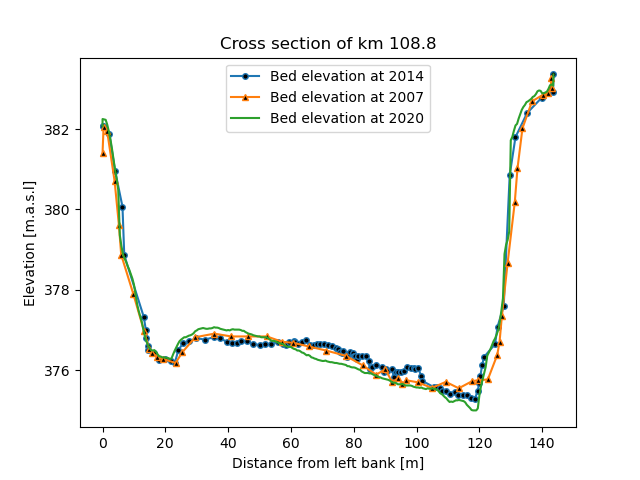 Cross section of km 108.8
Bed elevation at 2014
Bed elevation at 2007
Bed elevation at 2020
Elevation [m.a.s.l]
382
380
378
376
0 20 40 60 80 100 120 140
Distance from left bank [m]